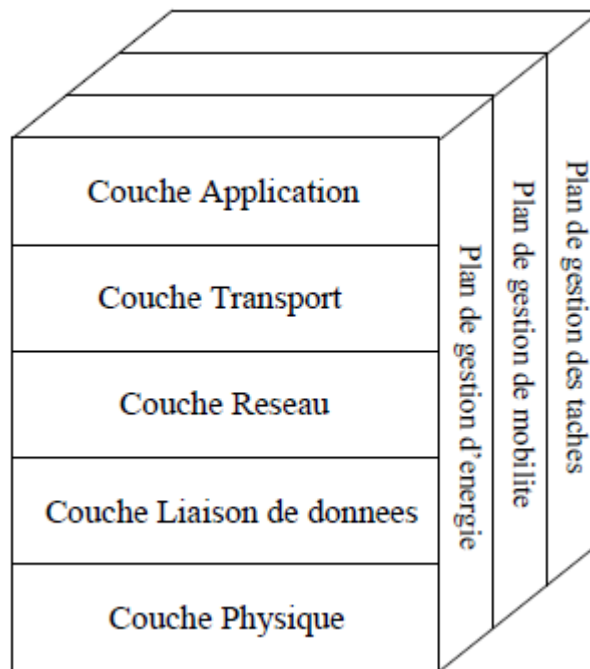 Couche Application
Couche Transport
Couche Reseau
Couche Liaison de donnees
Couche Physique
Plan de gestion d'energie
Plan de gestion de mobilite
Plan de gestion des taches